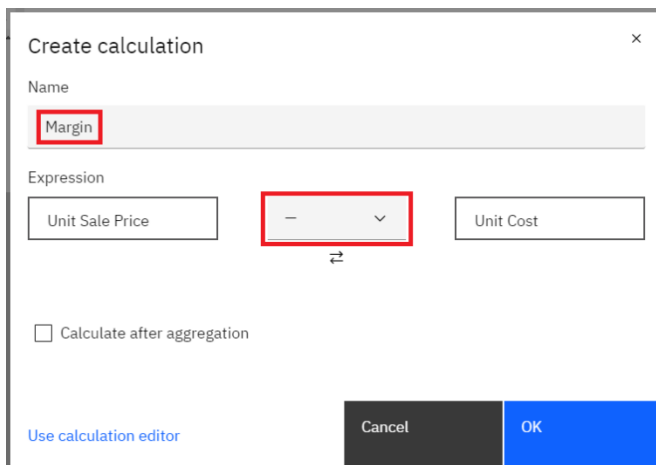 Create calculation
Name
Margin
Expression
Unit Sale Price — Unit Cost
Calculate after aggregation
Use calculation editor Cancel OK